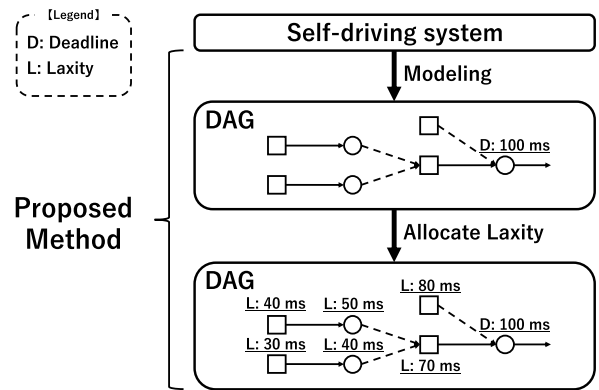 【Legend】
D: Deadline
L: Laxity
Self-driving system
Modeling
DAG
D: 100 ms
Proposed
Method
Allocate Laxity
DAG
L: 80 ms
L: 40 ms L: 50 ms
D: 100 ms
L: 30 ms L: 40 ms
L: 70 ms